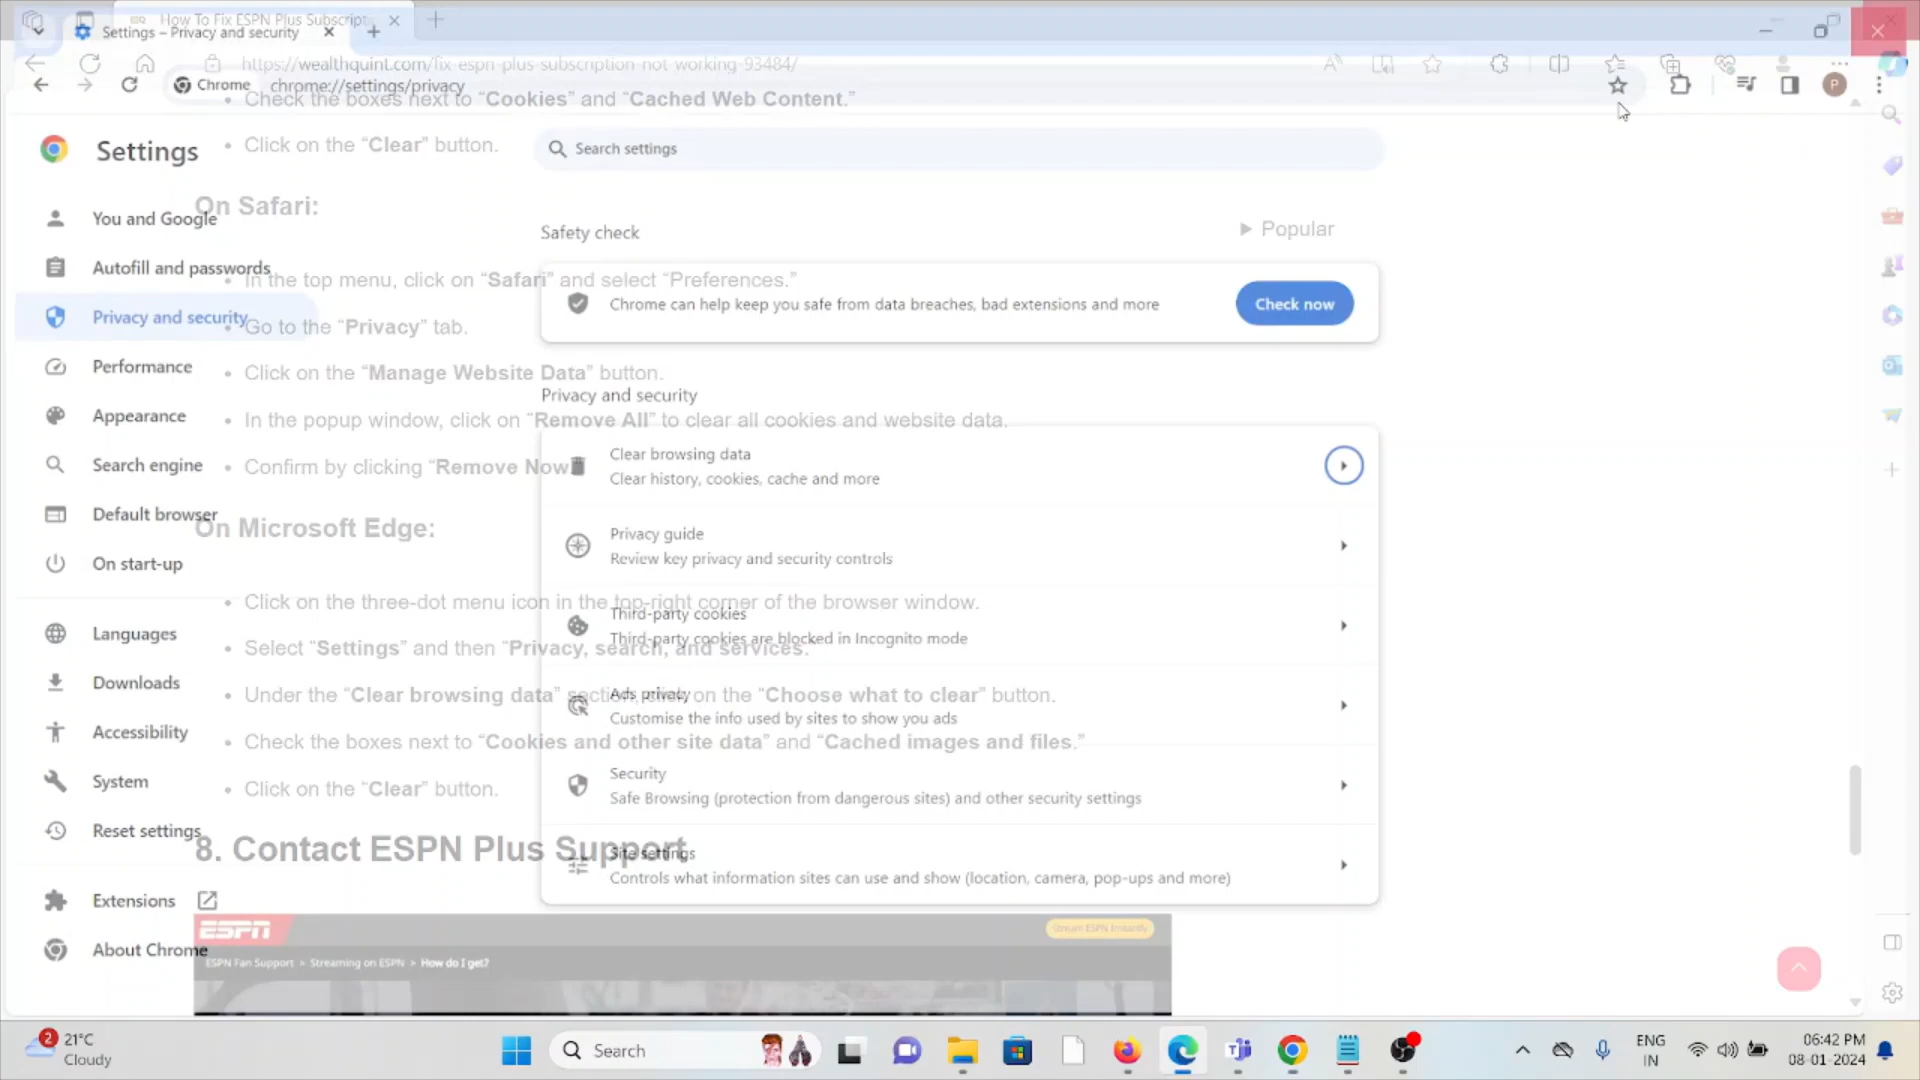 How To Fix ESPN Plus Subscript
Settings – Privacy and security
https://wealthquint.com/fix-espn-plus-subscription-not-working-93484/
Chrome
chrome://settings/privacy
• Check the boxes next to “Cookies” and “Cached Web Content.”
Settings
• Click on the “Clear” button.
Search settings
On Safari:
You and Google
Safety check
Popular
Autofill and passwords
• In the top menu, click on “Safari” and select “Preferences.”
Chrome can help keep you safe from data breaches, bad extensions and more
Check now
Privacy and security
• Go to the “Privacy” tab.
Performance
• Click on the “Manage Website Data” button.
Privacy and security
Appearance
• In the popup window, click on “Remove All” to clear all cookies and website data.
Clear browsing data
Search engine
• Confirm by clicking “Remove Now
Clear history, cookies, cache and more
Default browser
On Microsoft Edge:
Privacy guide
Review key privacy and security controls
On start-up
• Click on the three-dot menu icon in the top-right corner of the browser window.
Third-party cookies
Languages
Third-party cookies are blocked in Incognito mode
• Select “Settings” and then “Privacy, search, and services.”
Downloads
• Under the “Clear browsing data” section, click on the “Choose what to clear” button.
Ads privacy
Customise the info used by sites to show you ads
Accessibility
• Check the boxes next to “Cookies and other site data” and “Cached images and files.”
System
Security
• Click on the “Clear” button.
Safe Browsing (protection from dangerous sites) and other security settings
Reset settings
8. Contact ESPN Plus Support
Site settings
Controls what information sites can use and show (location, camera, pop-ups and more)
Extensions
ESPN
Stream ESPN Instantly
About Chrome
ESPN Fan Support > Streaming on ESPN > How do I get?
2
21°C
Cloudy
Search
ENG
IN
06:42 PM
08-01-2024
P